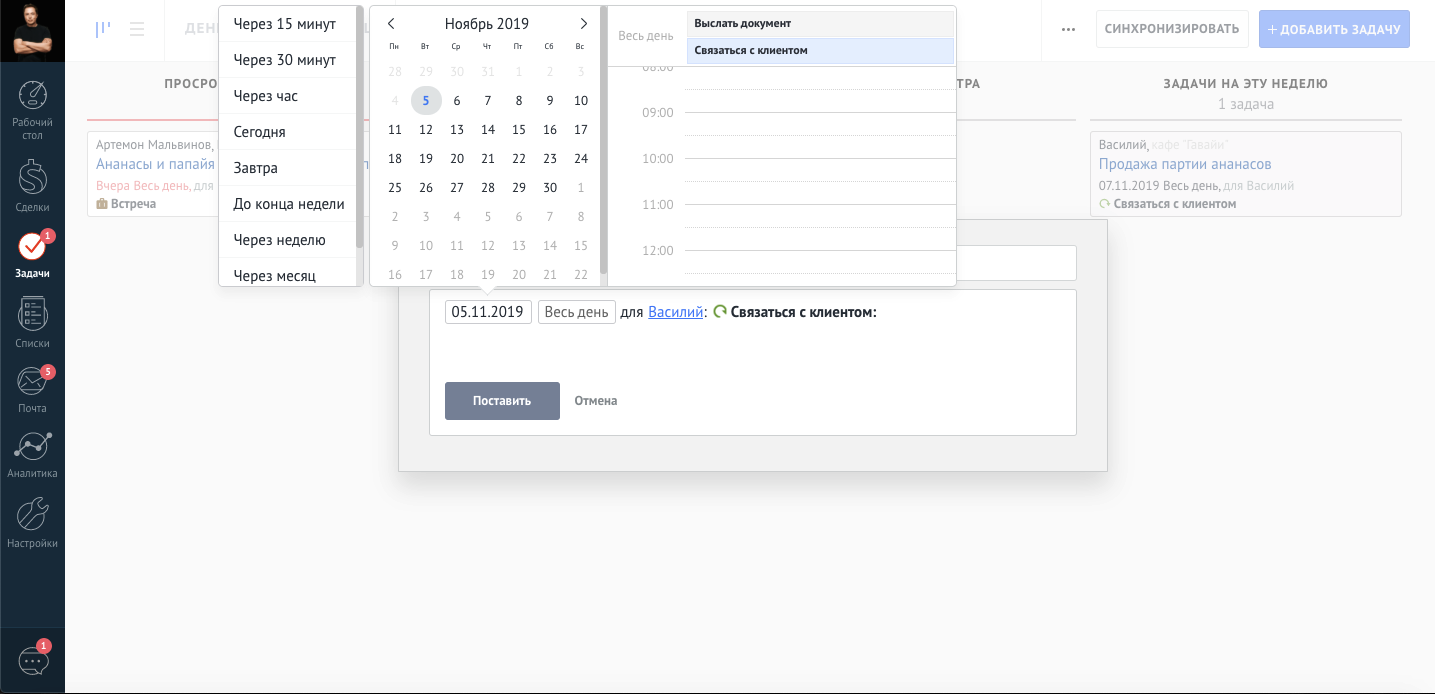 Рабочий
стол
Сделки
1
Задачи
Списки
5
Почта
Аналитика
Настройки
1
Через 15 минут
Через 30 минут
Через час
Сегодня
Завтра
До конца недели
Через неделю
Через месяц
Ноябрь 2019
Пн Вт Ср Чт Пт Сб Вс
28 29 30 31 1 2 3
4 5 6 7 8 9 10
11 12 13 14 15 16 17
18 19 20 21 22 23 24
25 26 27 28 29 30 1
2 3 4 5 6 7 8
9 10 11 12 13 14 15
16 17 18 19 20 21 22
Весь день
Выслать документ
Связаться с клиентом
08:00
09:00
10:00
11:00
12:00
СИНХРОНИЗИРОВАТЬ
+ ДОБАВИТЬ ЗАДАЧУ
Артемон Мальвинов,
Ананасы и папайя
Вчера Весь день, для
Встреча
ЗАДАЧИ НА ЭТУ НЕДЕЛЮ
1 задача
Василий, кафе "Гавайи"
Продажа партии ананасов
07.11.2019 Весь день, для Василий
Связаться с клиентом
05.11.2019 Весь день для Василий: Связаться с клиентом:
Поставить Отмена